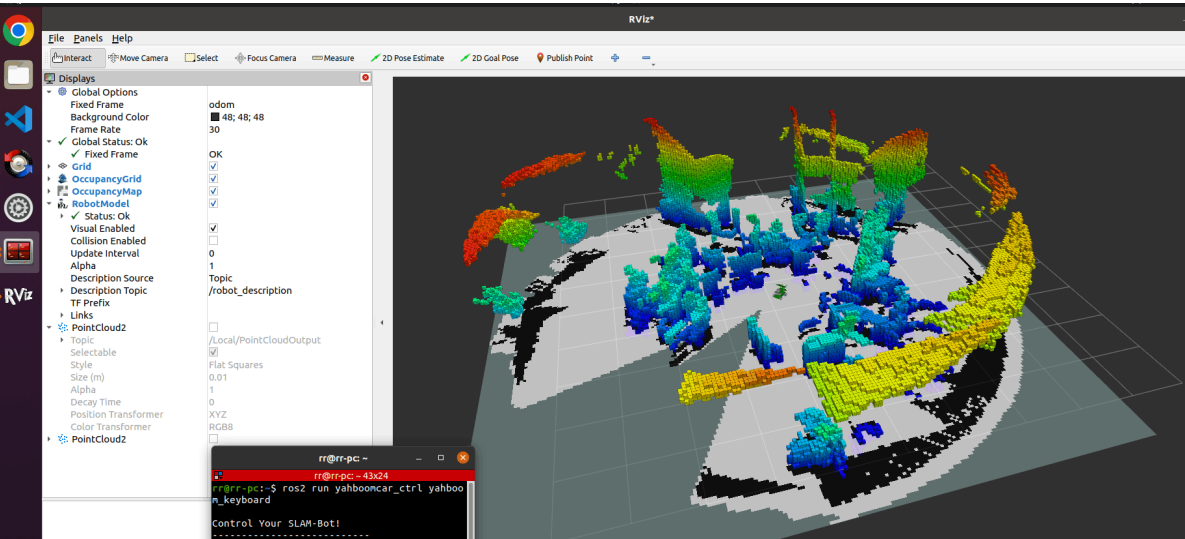 RViz*
File Panels Help
Interact Move Camera Select Focus Camera Measure 2D Pose Estimate 2D Goal Pose Publish Point
Displays
Global Options
Fixed Frame odom
Background Color 48; 48; 48
Frame Rate 30
Global Status: Ok
Fixed Frame OK
Grid
OccupancyGrid
OccupancyMap
RobotModel
Status: Ok
Visual Enabled
Collision Enabled
Update Interval 0
Alpha 1
Description Source Topic
Description Topic /robot_description
TF Prefix
Links
PointCloud2
Topic /Local/PointCloudOutput
Selectable
Style Flat Squares
Size (m) 0.01
Alpha 1
Decay Time 0
Position Transformer XYZ
Color Transformer RGB8
PointCloud2
RViz
rr@rr-pc: ~
rr@rr-pc: ~ 43x24
rr@rr-pc:~$ ros2 run yahboomcar_ctrl yahboo
m_keyboard
Control Your SLAM-Bot!
---------------------------